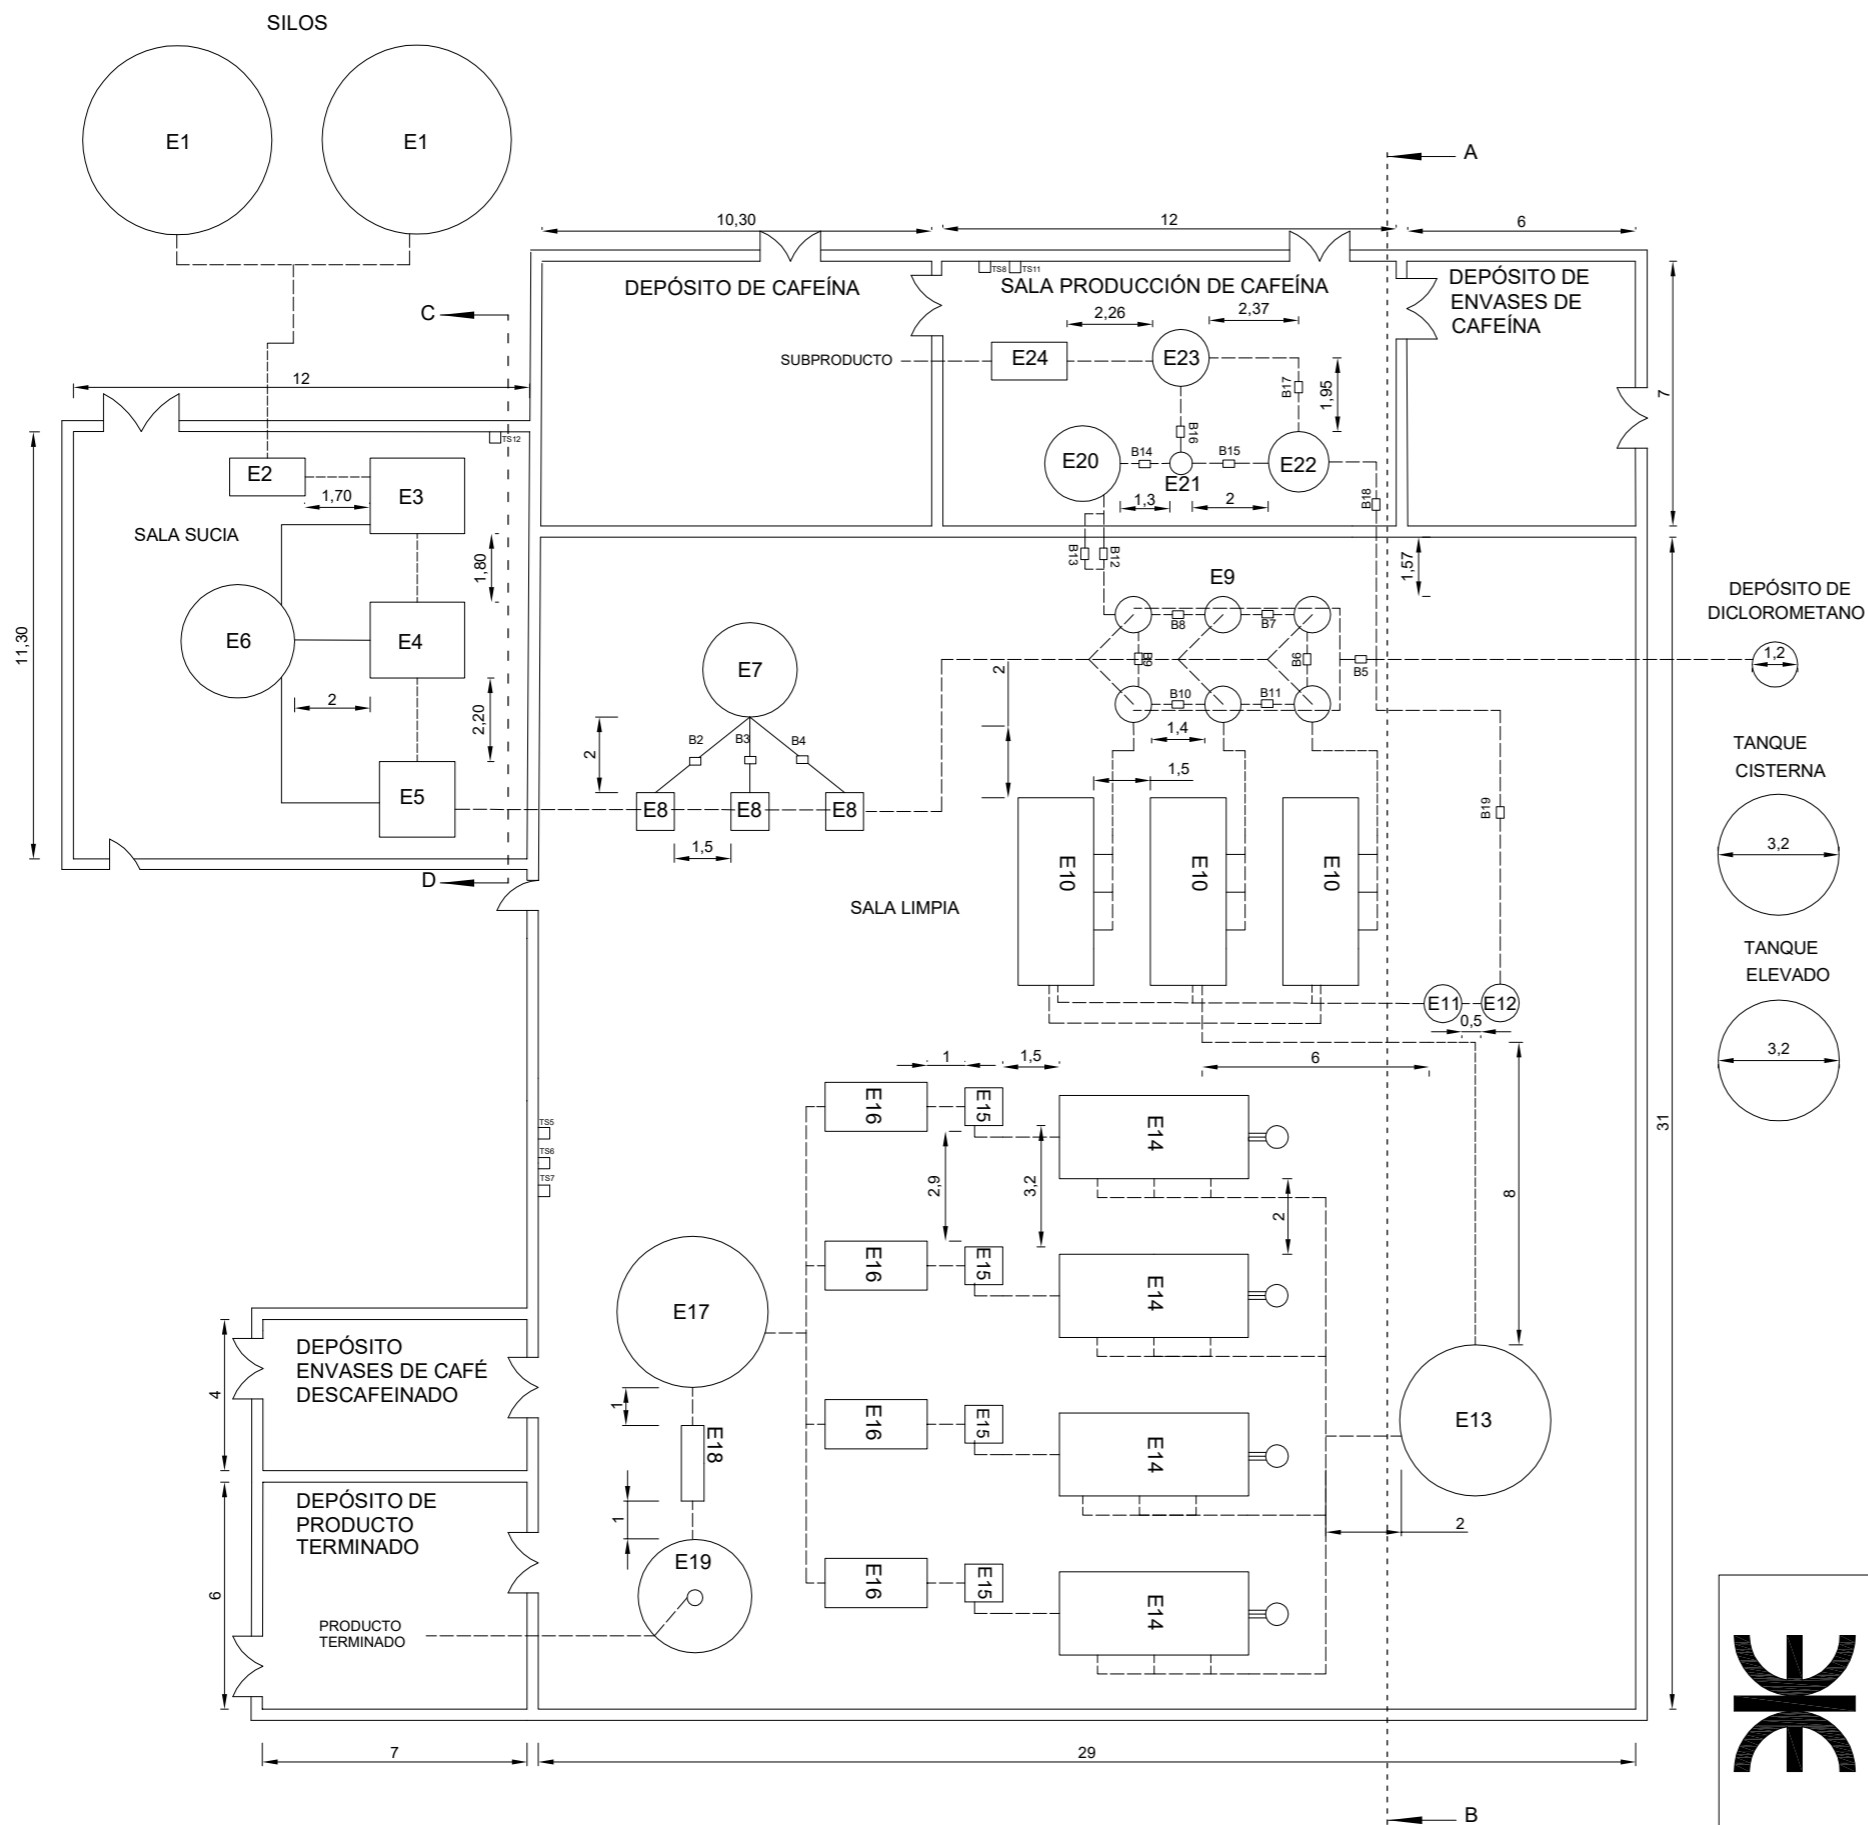 SILOS
E1
E1
A
10,30
12
6
TS8
TS11
DEPÓSITO DE CAFEÍNA
SALA PRODUCCIÓN DE CAFEÍNA
DEPÓSITO DE
ENVASES DE
CAFEÍNA
C
2,26
2,37
SUBPRODUCTO
E24
E23
B17
1,95
7
12
TS12
B16
E20
B14
B15
E22
E21
B18
1,3
2
E2
1,70
E3
SALA SUCIA
1,80
11,30
E6
E4
2
2,20
E5
D
B13
B12
1,57
E9
B8
B7
B9
B6
B5
B10
B11
1,4
DEPÓSITO DE
DICLOROMETANO
1,2
E7
2
B2
B3
B4
2
E8
E8
E8
1,5
1,5
TANQUE
CISTERNA
3,2
B19
E10
E10
E10
SALA LIMPIA
TANQUE
ELEVADO
3,2
E11
E12
0,5
1
1,5
6
E16
E15
E14
TS5
TS6
TS7
2,9
3,2
2
8
31
E16
E15
E14
E17
DEPÓSITO
ENVASES DE CAFÉ
DESCAFEINADO
4
1
E18
E16
E15
E14
E13
DEPÓSITO DE
PRODUCTO
TERMINADO
6
1
2
E19
E16
E15
E14
PRODUCTO
TERMINADO
7
29
B